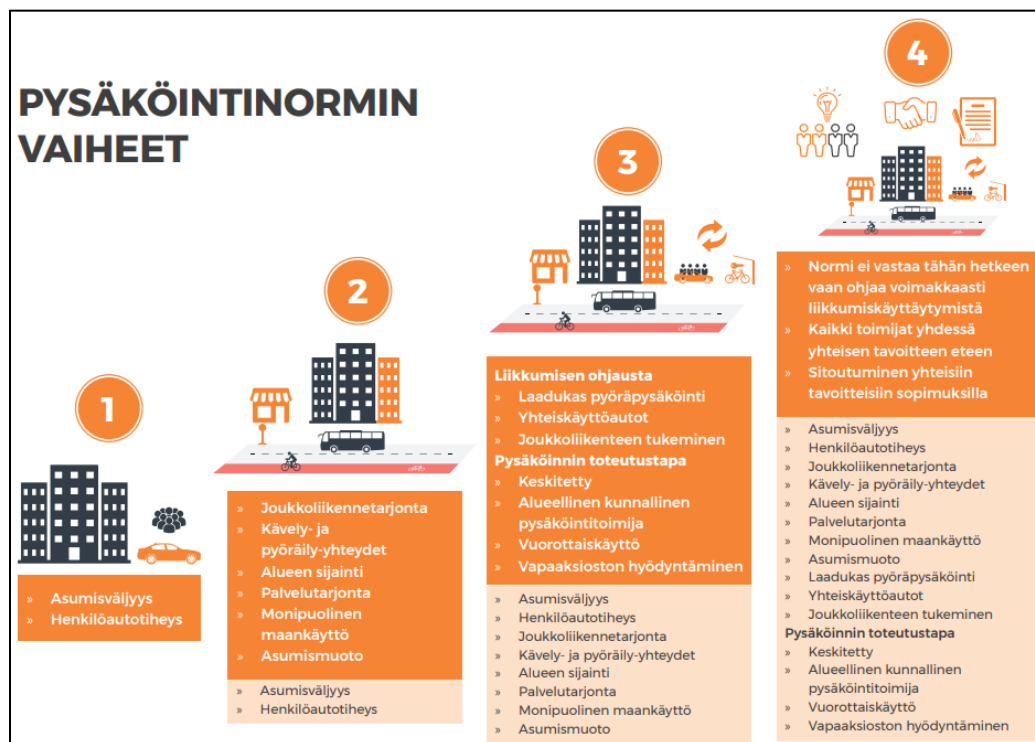 PYSÄKÖINTINORMIN
VAIHEET
1
» Asumisväljyys
» Henkilöautotiheys
2
» Joukkoliikennetarjonta
» Kävely- ja
pyöräily-yhteydet
» Alueen sijainti
» Palvelutarjonta
» Monipuolinen
maankäyttö
» Asumismuoto
» Asumisväljyys
» Henkilöautotiheys
3
Liikkumisen ohjausta
» Laadukas pyöräpysäköinti
» Yhteiskäyttöautot
» Joukkoliikenteen tukeminen
Pysäköinnin toteutustapa
» Keskitetty
» Alueellinen kunnallinen
pysäköintitoimija
» Vuorottaiskäyttö
» Vapaaksioston hyödyntäminen
» Asumisväljyys
» Henkilöautotiheys
» Joukkoliikennetarjonta
» Kävely- ja pyöräily-yhteydet
» Alueen sijainti
» Palvelutarjonta
» Monipuolinen maankäyttö
» Asumismuoto
4
» Normi ei vastaa tähän hetkeen
vaan ohjaa voimakkaasti
liikkumiskäyttäytymistä
» Kaikki toimijat yhdessä
yhteisen tavoitteen eteen
» Sitoutuminen yhteisiin
tavoitteisiin sopimuksilla
» Asumisväljyys
» Henkilöautotiheys
» Joukkoliikennetarjonta
» Kävely- ja pyöräily-yhteydet
» Alueen sijainti
» Palvelutarjonta
» Monipuolinen maankäyttö
» Asumismuoto
» Laadukas pyöräpysäköinti
» Yhteiskäyttöautot
» Joukkoliikenteen tukeminen
Pysäköinnin toteutustapa
» Keskitetty
» Alueellinen kunnallinen
pysäköintitoimija
» Vuorottaiskäyttö
» Vapaaksioston hyödyntäminen